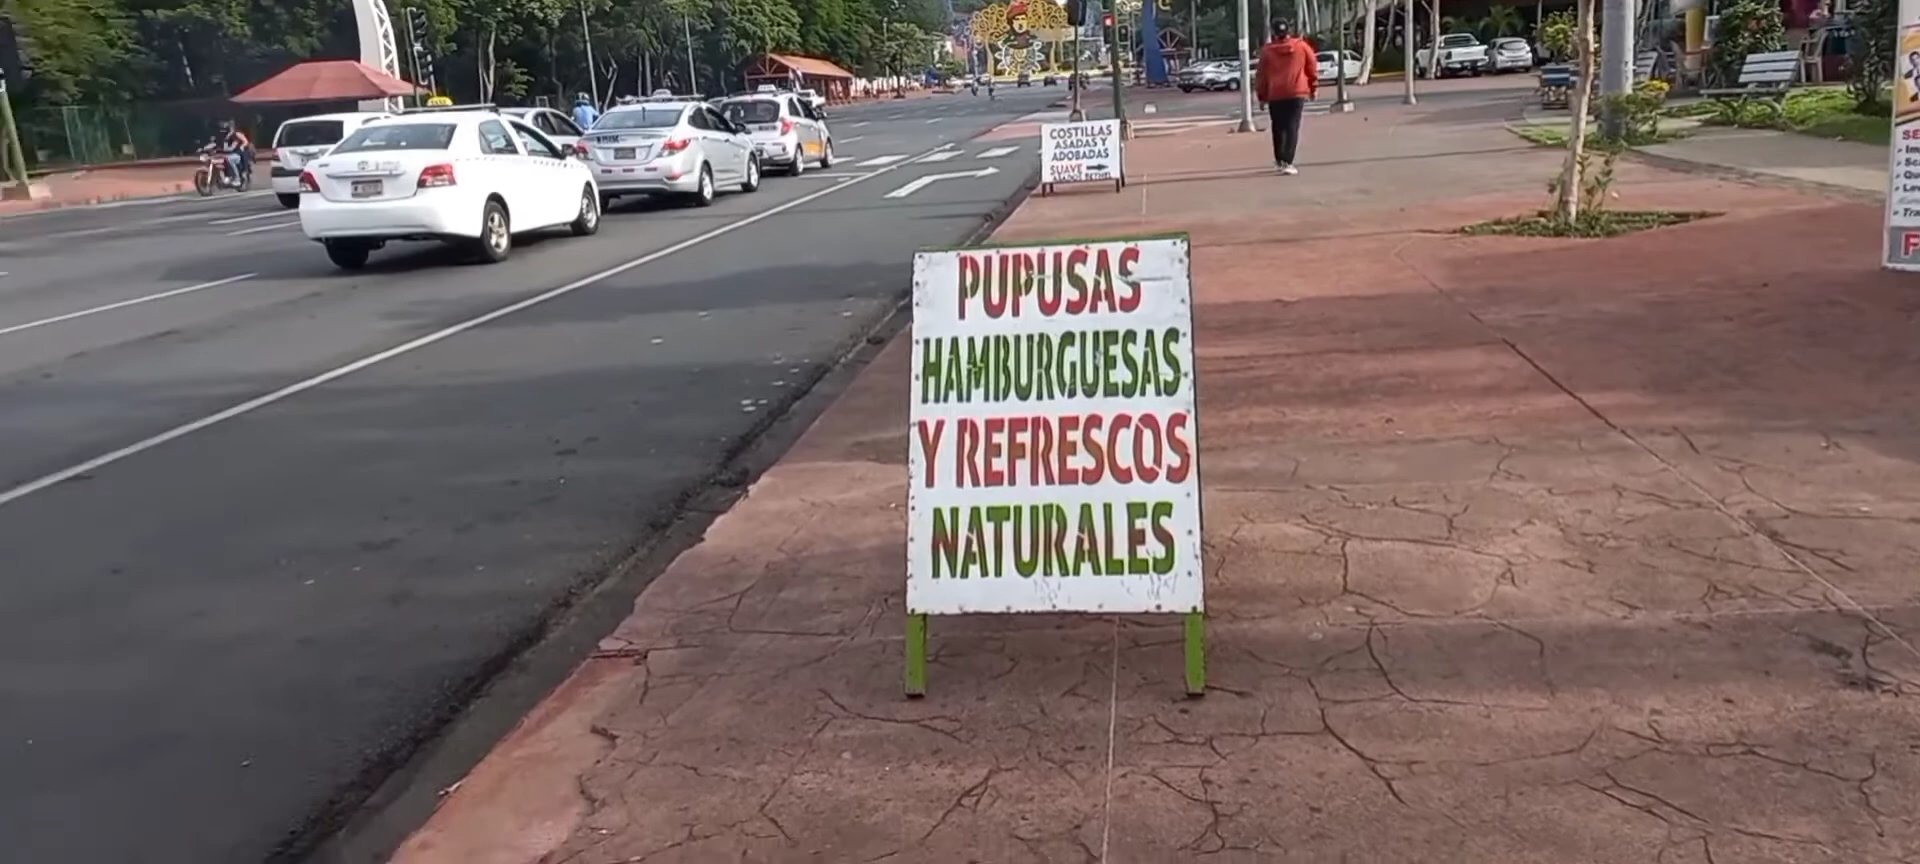 COSTILLAS
ASADAS Y
ADOBADAS
SUAVE
PUPUSAS
HAMBURGUESAS
Y REFRESCOS
NATURALES